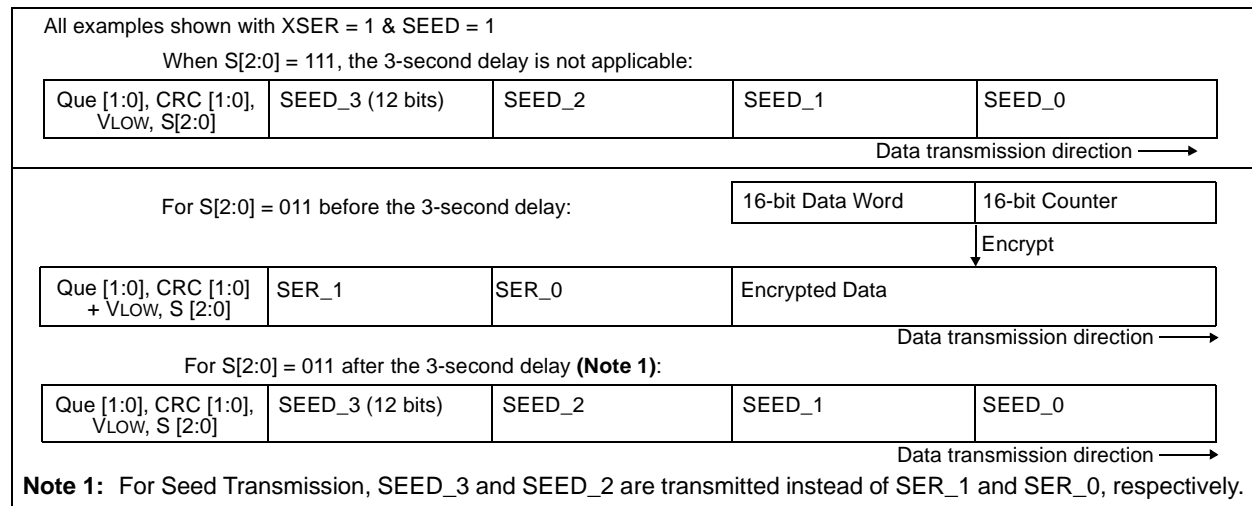 All examples shown with XSER = 1 & SEED = 1
When S[2:0] = 111, the 3-second delay is not applicable:
Que [1:0], CRC [1:0],
VLOW, S[2:0]
SEED_3 (12 bits)
SEED_2
SEED_1
SEED_0
Data transmission direction
For S[2:0] = 011 before the 3-second delay:
16-bit Data Word
16-bit Counter
Encrypt
Que [1:0], CRC [1:0]
+ VLOW, S [2:0]
SER_1
SER_0
Encrypted Data
Data transmission direction
For S[2:0] = 011 after the 3-second delay (Note 1):
Que [1:0], CRC [1:0],
VLOW, S [2:0]
SEED_3 (12 bits)
SEED_2
SEED_1
SEED_0
Data transmission direction
Note 1: For Seed Transmission, SEED_3 and SEED_2 are transmitted instead of SER_1 and SER_0, respectively.